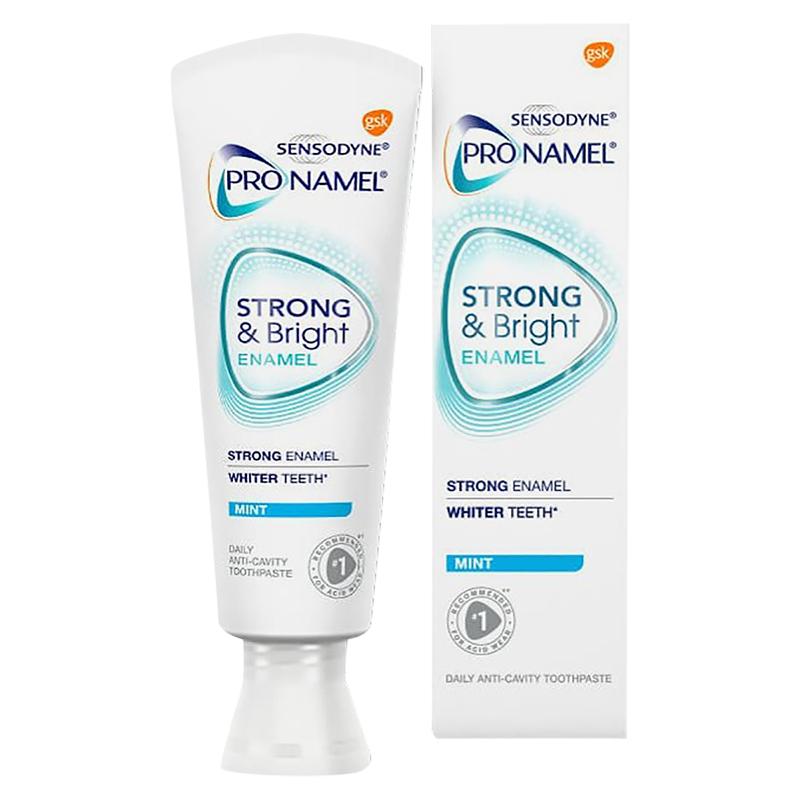 gsk
SENSODYNE®
PRONAMEL®
STRONG
& Bright
ENAMEL
STRONG ENAMEL
WHITER TEETH*
MINT
DAILY
ANTI-CAVITY
TOOTHPASTE
RECOMMENDED
#1
FOR ACID WEAR
**
gsk
SENSODYNE®
PRONAMEL®
STRONG
& Bright
ENAMEL
STRONG ENAMEL
WHITER TEETH*
MINT
RECOMMENDED
#1
FOR ACID WEAR
**
DAILY ANTI-CAVITY TOOTHPASTE